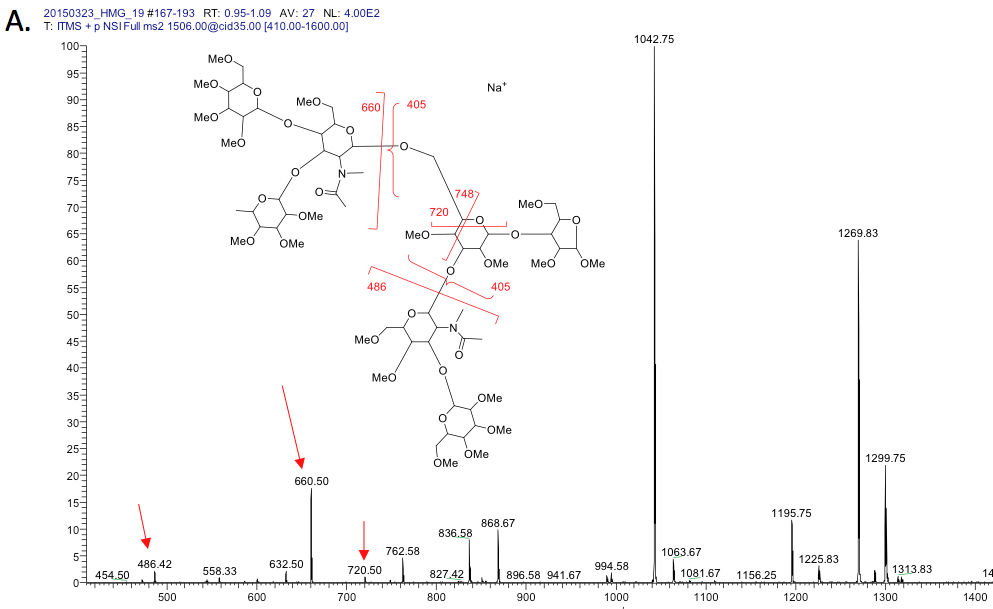 A.
20150323_HMG_19 #167-193 RT: 0.95-1.09 AV: 27 NL: 4.00E2
T: ITMS + p NSI Full ms2 1506.00@cid35.00 [410.00-1600.00]
100
95
90
85
80
75
70
65
60
55
50
45
40
35
30
25
20
15
10
5
0
MeO
MeO
MeO
O
MeO
O
MeO
O
N
O
O
O
OMe
MeO
OMe
660
405
O
Na+
748
720
MeO
O
OMe
O
MeO
O
MeO
OMe
O
486
405
O
MeO
N
O
MeO
O
OMe
O
OMe
OMe
OMe
454.50
486.42
558.33
632.50
660.50
720.50
762.58
827.42
836.58
868.67
896.58
941.67
994.58
1042.75
1063.67
1081.67
1156.25
1195.75
1225.83
1269.83
1299.75
1313.83
14
500
600
700
800
900
1000
1100
1200
1300
1400